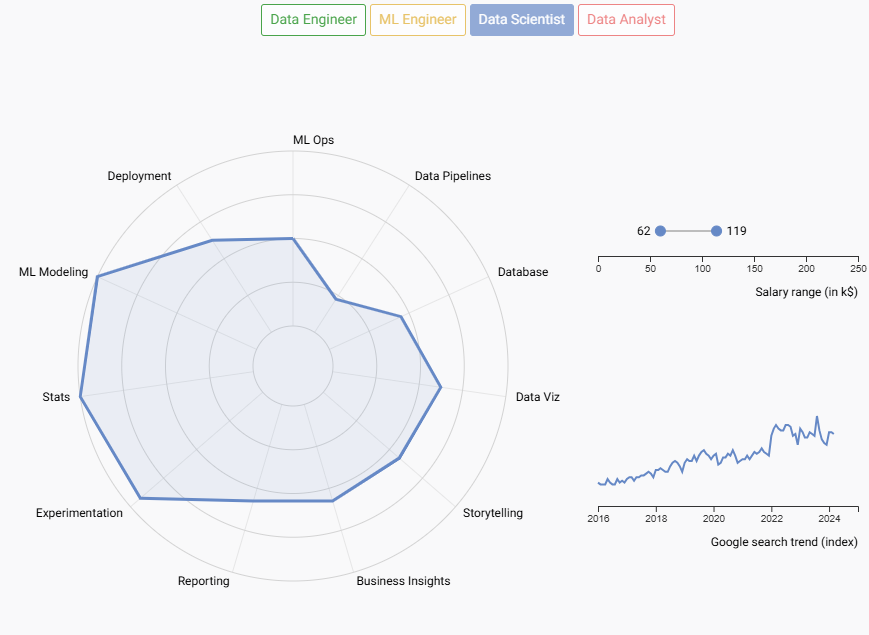 Data Engineer ML Engineer Data Scientist Data Analyst
ML Ops
Deployment Data Pipelines
ML Modeling Database
Stats Data Viz
Experimentation Storytelling
Reporting Business Insights
62 119
0 50 100 150 200 250
Salary range (in k$)
2016 2018 2020 2022 2024
Google search trend (index)